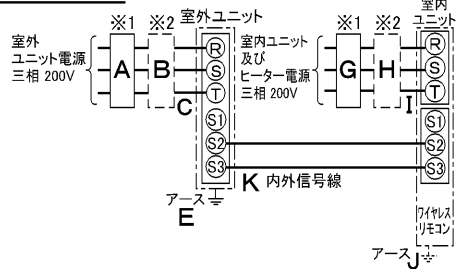 ※1
※2
室外ユニット
室外
ユニット電源
三相 200V
A
B
C
R
S
T
S1
S2
S3
アース
E
K 内外信号線
※1
※2
室内
ユニット
室内ユニット
及び
ヒーター電源
三相 200V
G
H
I
R
S
T
S1
S2
S3
ワイヤレス
リモコン
アース
J